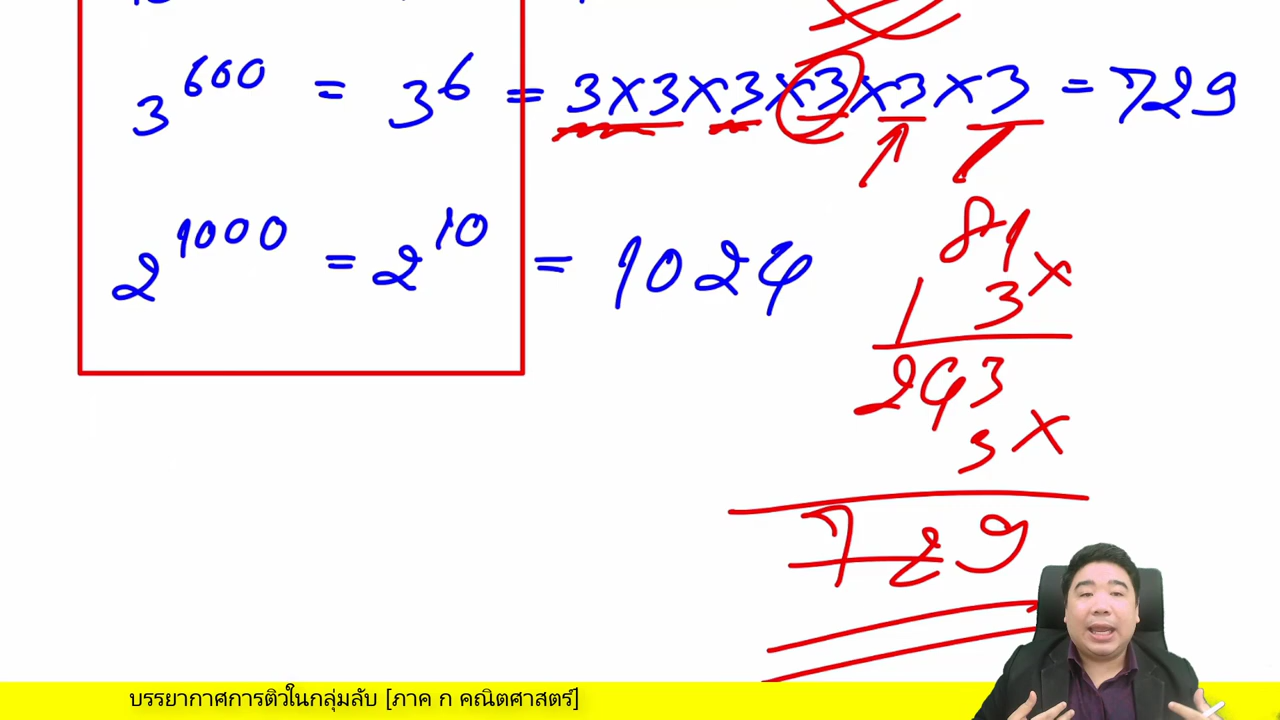 3^600 = 3^6 = 3×3×3×3×3×3 = 729
2^1000 = 2^10 = 1024
81 ×
3
243
3 ×
729
บรรยากาศการติวในกลุ่มลับ [ภาค ก คณิตศาสตร์]